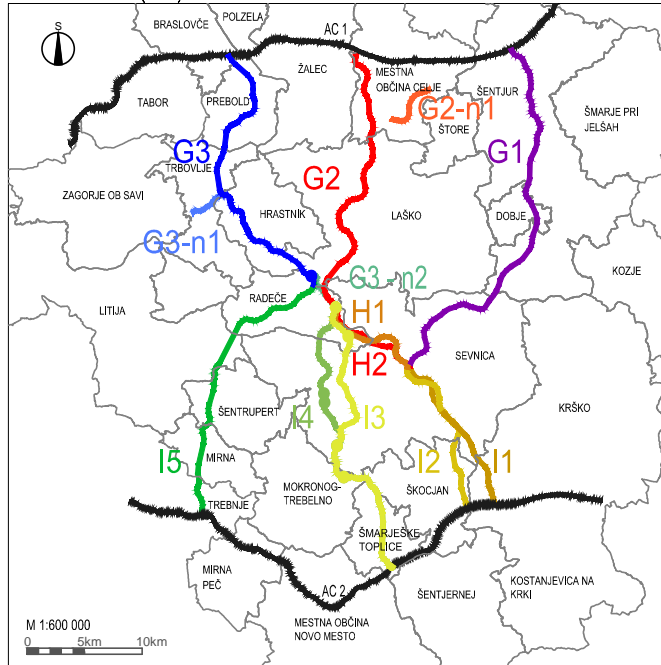 BRASLOVČE
POLZELA
AC 1
S
ŽALEC
MESTNA
OBČINA CELJE
ŠENTJUR
TABOR
PREBOLD
G2-n1
ŠTORE
ŠMARJE PRI
JELŠAH
G3
TRBOVLJE
G1
G2
ZAGORJE OB SAVI
HRASTNIK
LAŠKO
DOBJE
G3-n1
KOZJE
G3 - n2
RADEČE
LITIJA
H1
SEVNICA
H2
ŠENTRUPERT
I4
I3
KRŠKO
I5
MIRNA
I2
I1
MOKRONOG-
TREBELNO
ŠKOCJAN
TREBNJE
ŠMARJEŠKE
TOPLICE
MIRNA
PEČ
AC 2
ŠENTJERNEJ
KOSTANJEVICA NA
KRKI
MESTNA OBČINA
NOVO MESTO
M 1:600 000
0 5km 10km